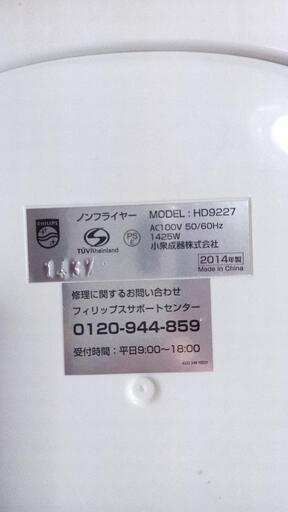 PHILIPS
TÜVRheinland
PS
E
ノンフライヤー MODEL:HD9227
AC100V 50/60Hz
1425W
小泉成器株式会社
2014年製
Made in China
1437
修理に関するお問い合わせ
フィリップスサポートセンター
0120-944-859
受付時間:平日9:00~18:00